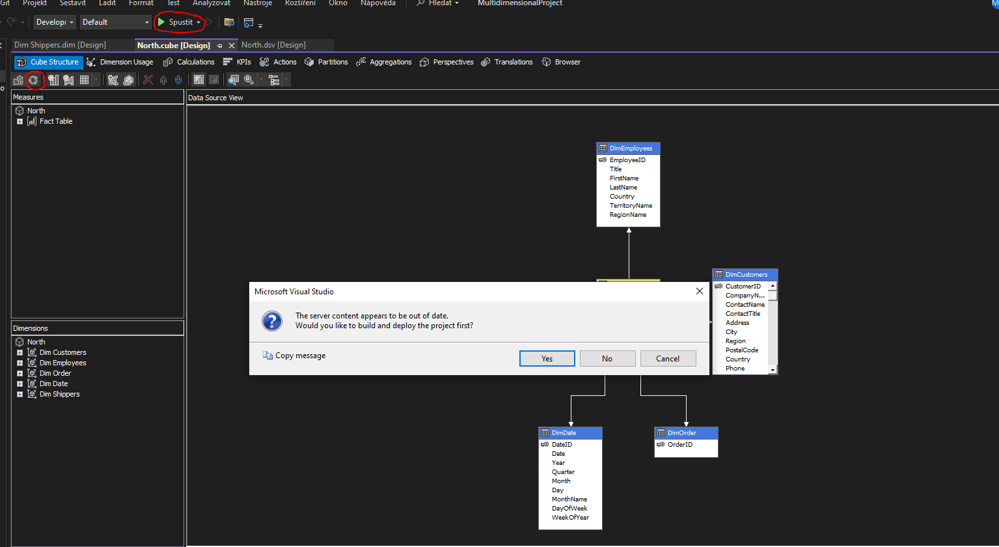 Git Projekt Sestavit Ladit Formát Test Analyzovat Nástroje Rozšíření Okno Nápověda Hledat MultidimensionalProject
Develop Default Spustit
Dim Shippers.dim [Design] North.cube [Design] North.dsv [Design]
Cube Structure Dimension Usage Calculations KPIs Actions Partitions Aggregations Perspectives Translations Browser
Measures
North
Fact Table
Dimensions
North
Dim Customers
Dim Employees
Dim Order
Dim Date
Dim Shippers
Data Source View
DimEmployees
EmployeeID
Title
FirstName
LastName
Country
TerritoryName
RegionName
DimCustomers
CustomerID
CompanyN...
ContactName
ContactTitle
Address
City
Region
PostalCode
Country
Phone
Microsoft Visual Studio
The server content appears to be out of date.
Would you like to build and deploy the project first?
Copy message
Yes No Cancel
DimDate
DateID
Date
Year
Quarter
Month
Day
MonthName
DayOfWeek
WeekOfYear
DimOrder
OrderID